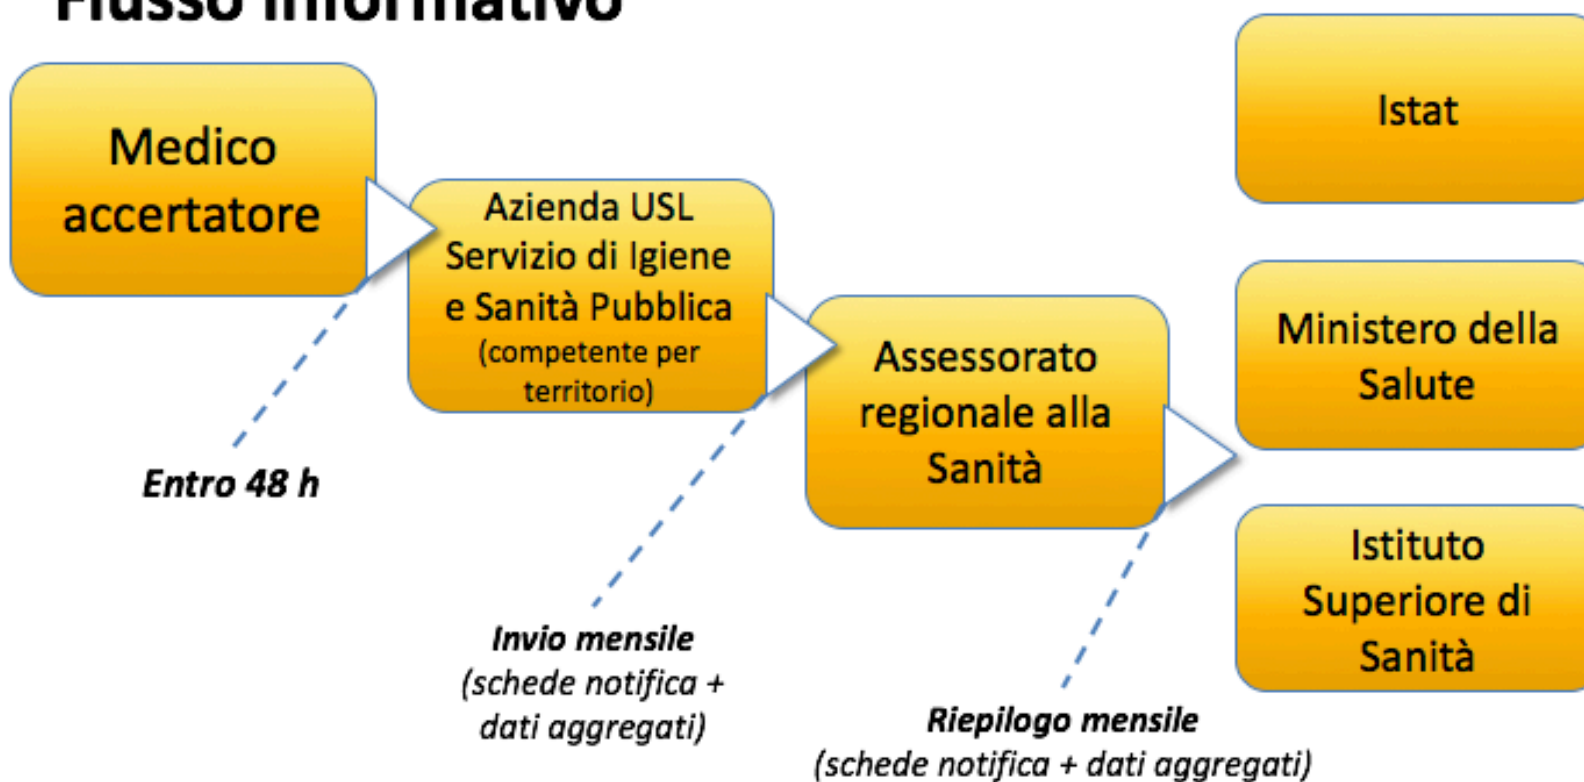 Flusso informativo
Medico
accertatore
Azienda USL
Servizio di Igiene
e Sanità Pubblica
(competente per
territorio)
Assessorato
regionale alla
Sanità
Istat
Ministero della
Salute
Istituto
Superiore di
Sanità
Entro 48 h
Invio mensile
(schede notifica +
dati aggregati)
Riepilogo mensile
(schede notifica + dati aggregati)